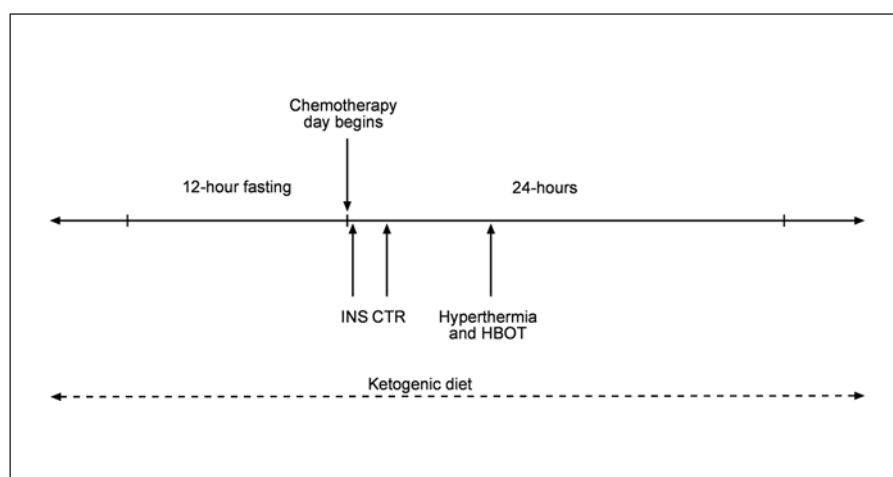 Chemotherapy
day begins
12-hour fasting
24-hours
INS CTR
Hyperthermia
and HBOT
Ketogenic diet